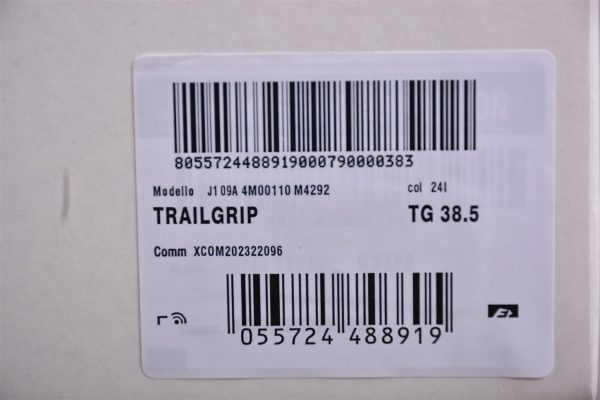 8055724488919000790000383
Modello J109A 4M00110 M4292 col 24I
TRAILGRIP TG 38.5
Comm XCOM202322096
055724 488919